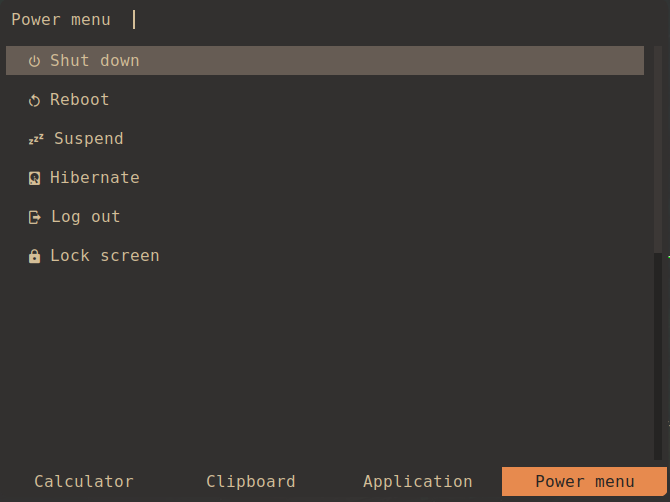 Power menu
Shut down
Reboot
Suspend
Hibernate
Log out
Lock screen
Calculator Clipboard Application Power menu